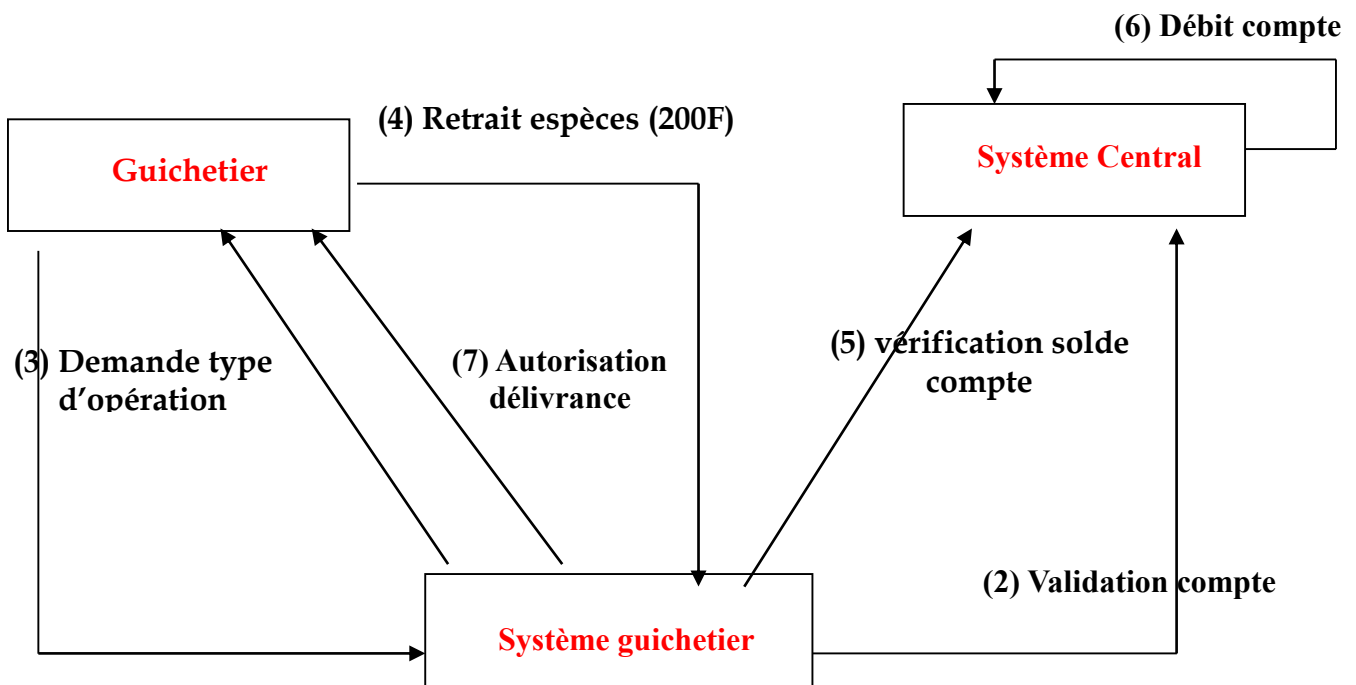 (6) Débit compte
(4) Retrait espèces (200F)
Guichetier
Système Central
(3) Demande type
d’opération
(7) Autorisation
délivrance
(5) vérification solde
compte
(2) Validation compte
Système guichetier